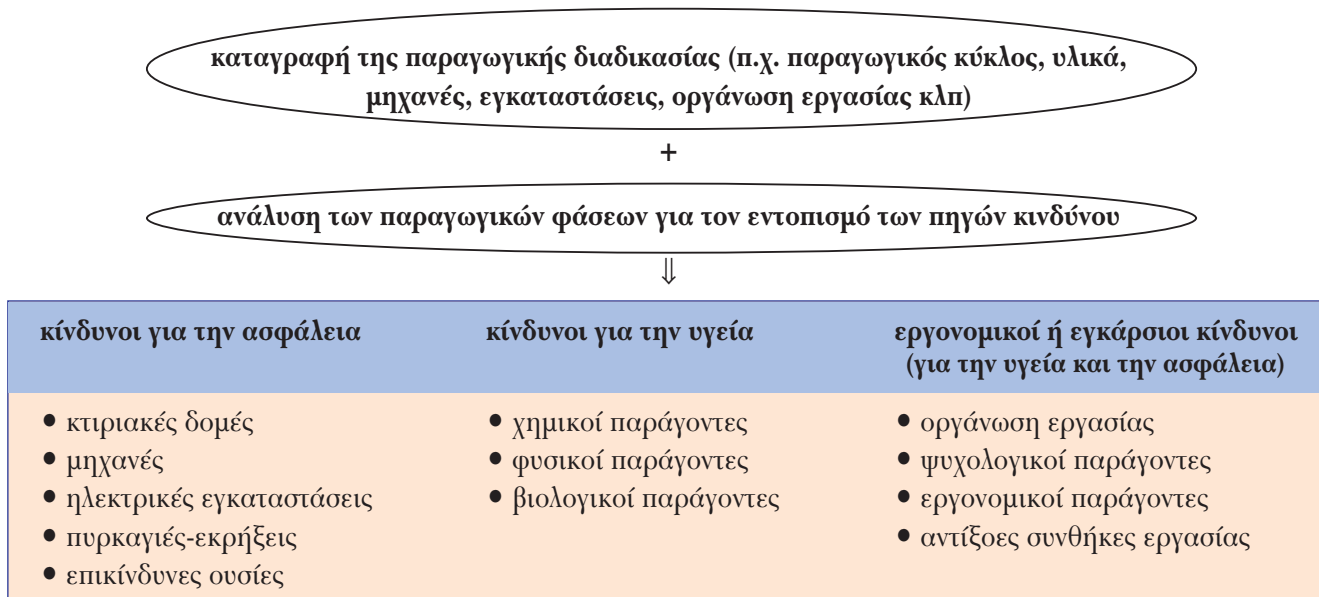 καταγραφή της παραγωγικής διαδικασίας (π.χ. παραγωγικός κύκλος, υλικά,
μηχανές, εγκαταστάσεις, οργάνωση εργασίας κλπ)
+
ανάλυση των παραγωγικών φάσεων για τον εντοπισμό των πηγών κινδύνου
⇓
κίνδυνοι για την ασφάλεια
• κτιριακές δομές
• μηχανές
• ηλεκτρικές εγκαταστάσεις
• πυρκαγιές-εκρήξεις
• επικίνδυνες ουσίες
κίνδυνοι για την υγεία
• χημικοί παράγοντες
• φυσικοί παράγοντες
• βιολογικοί παράγοντες
εργονομικοί ή εγκάρσιοι κίνδυνοι
(για την υγεία και την ασφάλεια)
• οργάνωση εργασίας
• ψυχολογικοί παράγοντες
• εργονομικοί παράγοντες
• αντίξοες συνθήκες εργασίας